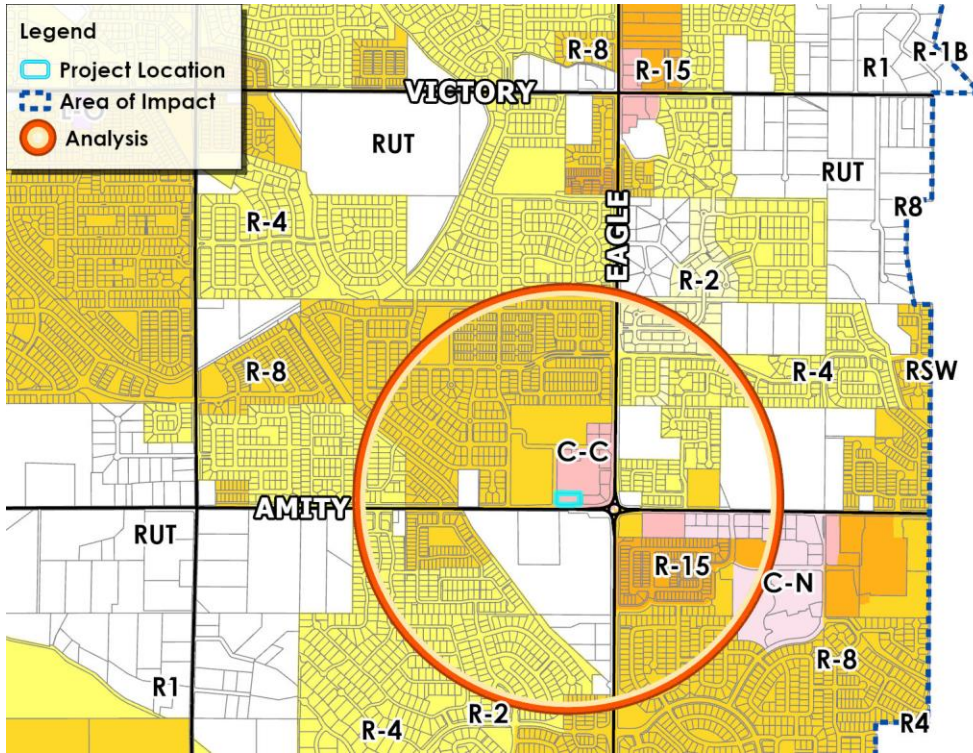 Legend
Project Location
Area of Impact
Analysis
R-8
R-15
R1
R-1B
VICTORY
RUT
RUT
R8
R-4
EAGLE
R-2
R-8
R-4
RSW
C-C
AMITY
RUT
R-15
C-N
R-8
R1
R-2
R-4
R4